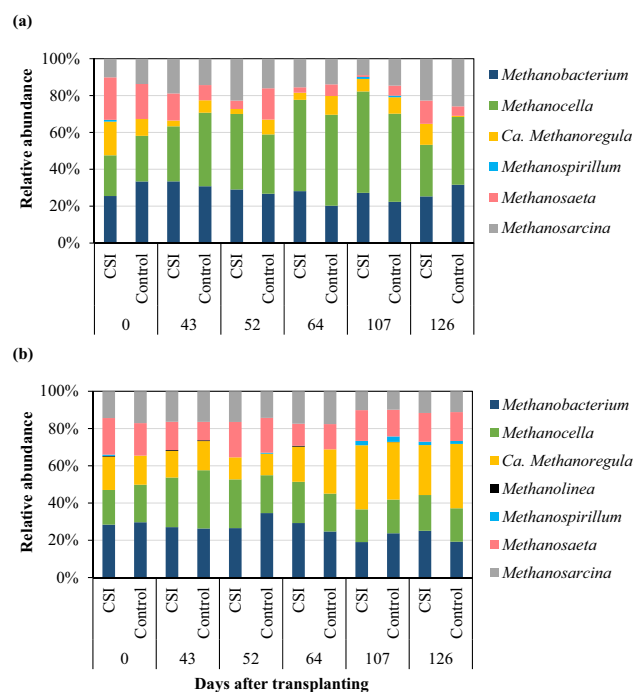 (a)
100%
80%
60%
40%
20%
0%
Relative abundance
CSI
Control
CSI
Control
CSI
Control
CSI
Control
CSI
Control
CSI
Control
0
43
52
64
107
126
Methanobacterium
Methanocella
Ca. Methanoregula
Methanospirillum
Methanosaeta
Methanosarcina
(b)
100%
80%
60%
40%
20%
0%
Relative abundance
CSI
Control
CSI
Control
CSI
Control
CSI
Control
CSI
Control
CSI
Control
0
43
52
64
107
126
Days after transplanting
Methanobacterium
Methanocella
Ca. Methanoregula
Methanolinea
Methanospirillum
Methanosaeta
Methanosarcina